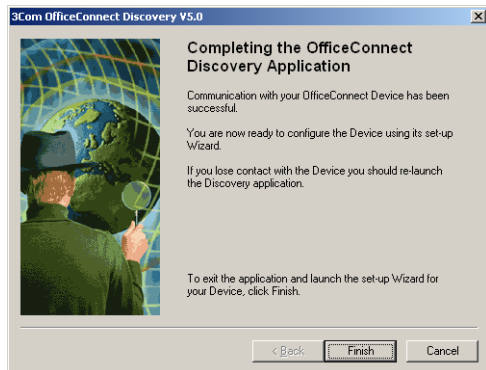 3Com OfficeConnect Discovery V5.0
Completing the OfficeConnect
Discovery Application
Communication with your OfficeConnect Device has been
successful.
You are now ready to configure the Device using its set-up
Wizard.
If you lose contact with the Device you should re-launch
the Discovery application.
To exit the application and launch the set-up Wizard for
your Device, click Finish.
< Back
Finish
Cancel